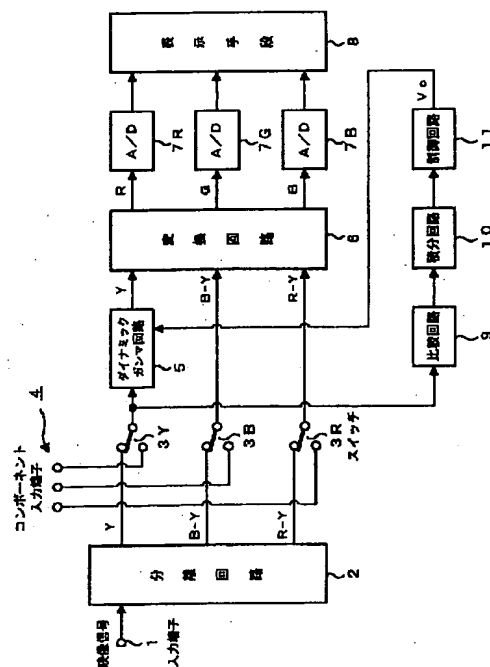 映像信号
入力端子
1
分離回路
2
Y
B-Y
R-Y
コンポーネント
入力端子
4
3Y
3B
3R
スイッチ
ダイナミック
ガンマ回路
5
Y
B-Y
R-Y
変換回路
6
R
G
B
A/D
7R
A/D
7G
A/D
7B
表示手段
8
比較回路
9
積分回路
10
制御回路
11
Vc